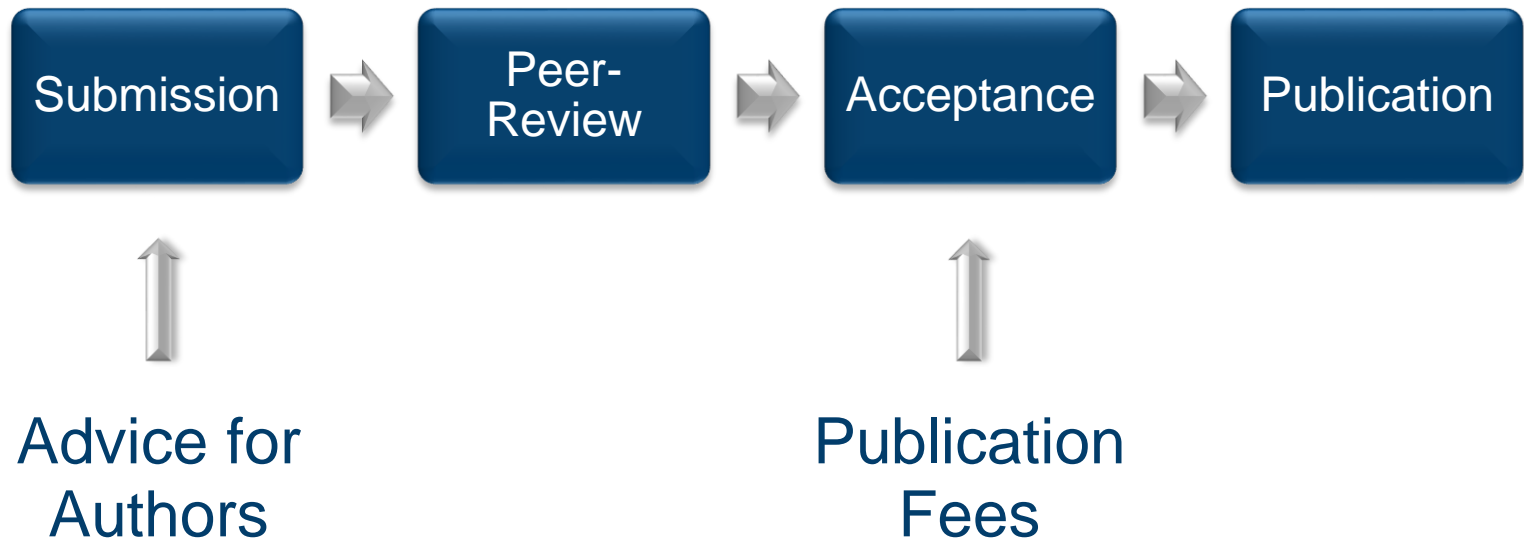 Submission
Peer-
Review
Acceptance
Publication
Advice for
Authors
Publication
Fees